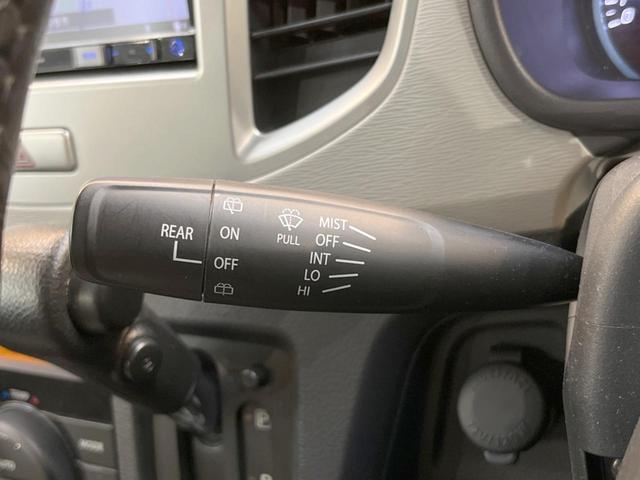 REAR
ON
OFF
PULL
MIST
OFF
INT
LO
HI